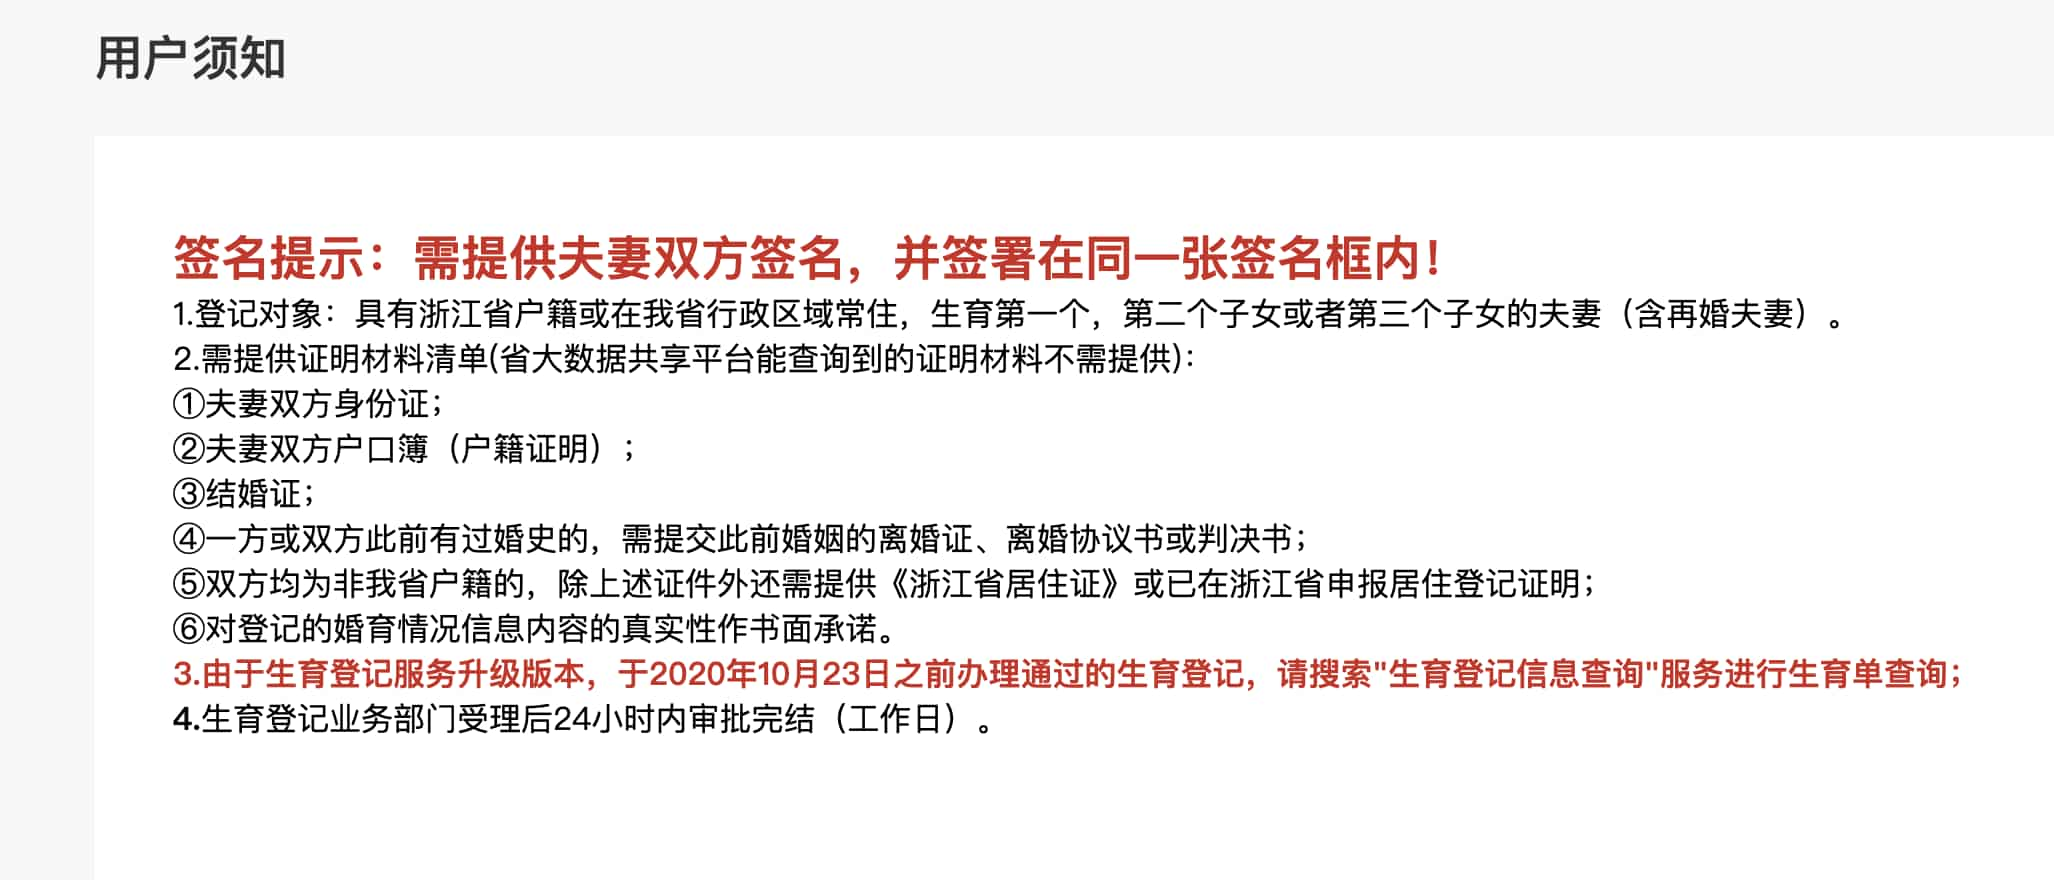 用户须知
签名提示：需提供夫妻双方签名，并签署在同一张签名框内！
1.登记对象：具有浙江省户籍或在我省行政区域常住，生育第一个，第二个子女或者第三个子女的夫妻（含再婚夫妻）。
2.需提供证明材料清单(省大数据共享平台能查询到的证明材料不需提供)：
①夫妻双方身份证；
②夫妻双方户口簿（户籍证明）；
③结婚证；
④一方或双方此前有过婚史的，需提交此前婚姻的离婚证、离婚协议书或判决书；
⑤双方均为非我省户籍的，除上述证件外还需提供《浙江省居住证》或已在浙江省申报居住登记证明；
⑥对登记的婚育情况信息内容的真实性作书面承诺。
3.由于生育登记服务升级版本，于2020年10月23日之前办理通过的生育登记，请搜索"生育登记信息查询"服务进行生育单查询；
4.生育登记业务部门受理后24小时内审批完结（工作日）。